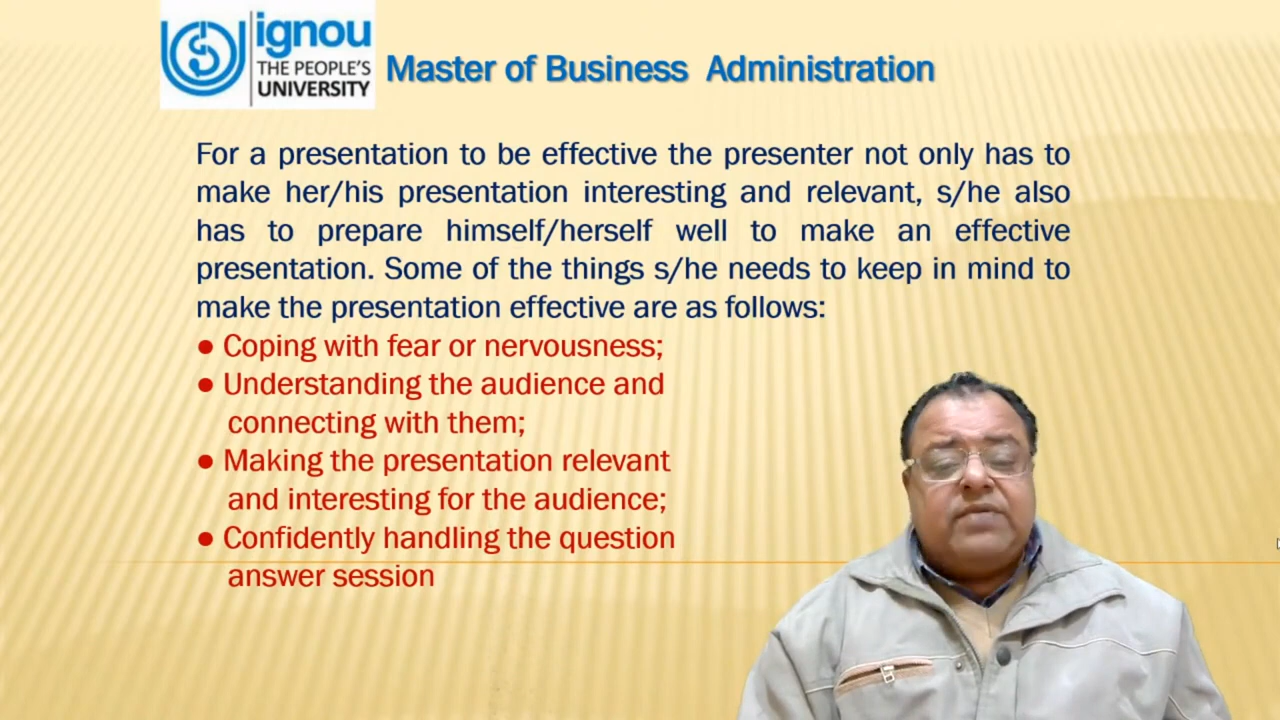 ignou
THE PEOPLE'S
UNIVERSITY
Master of Business Administration
For a presentation to be effective the presenter not only has to
make her/his presentation interesting and relevant, s/he also
has to prepare himself/herself well to make an effective
presentation. Some of the things s/he needs to keep in mind to
make the presentation effective are as follows:
● Coping with fear or nervousness;
● Understanding the audience and
connecting with them;
● Making the presentation relevant
and interesting for the audience;
● Confidently handling the question
answer session